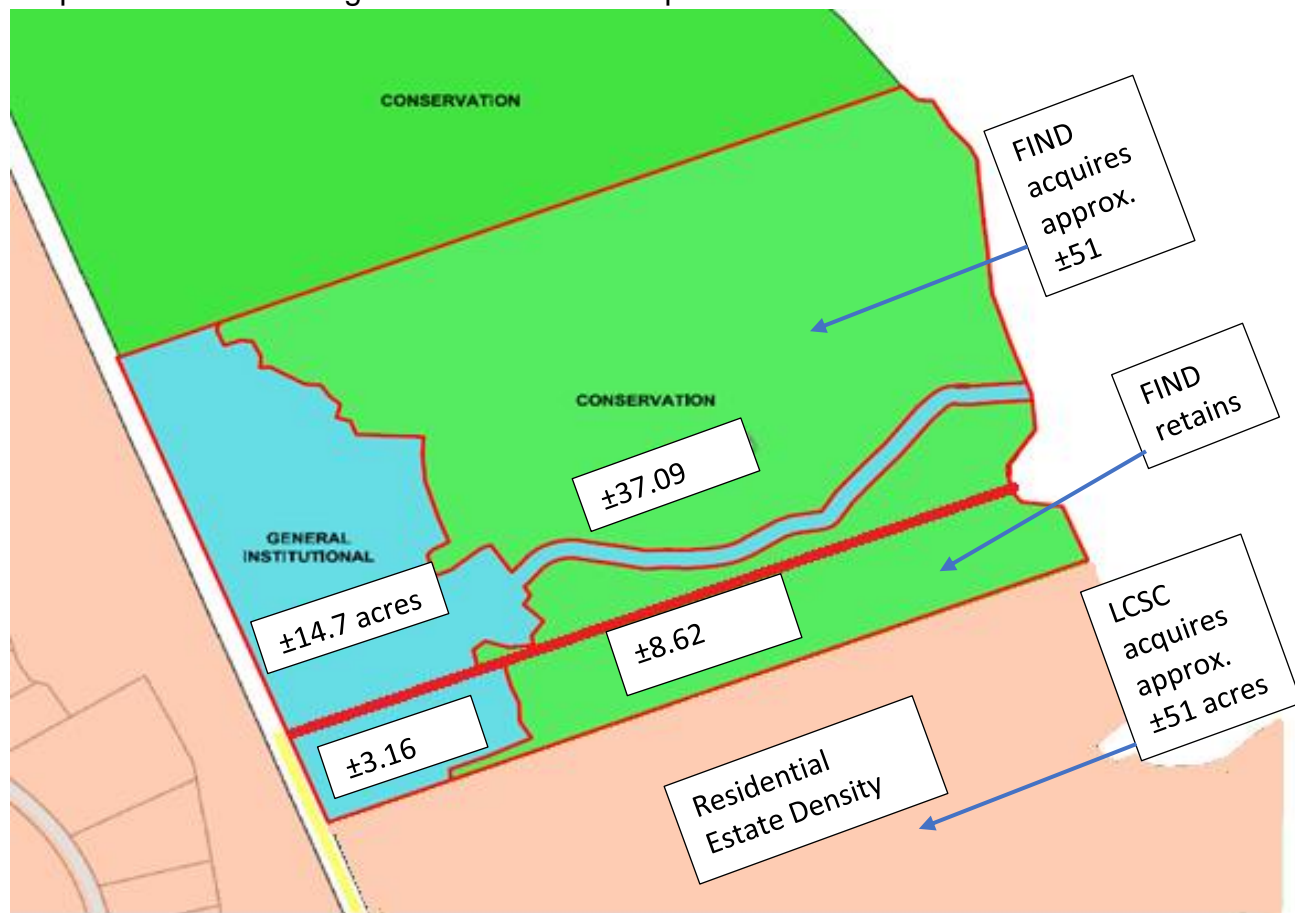 CONSERVATION
FIND
acquires
approx.
±51
CONSERVATION
FIND
retains
±37.09
GENERAL
INSTITUTIONAL
±14.7 acres
±8.62
LCSC
acquires
approx.
±51 acres
±3.16
Residential
Estate Density